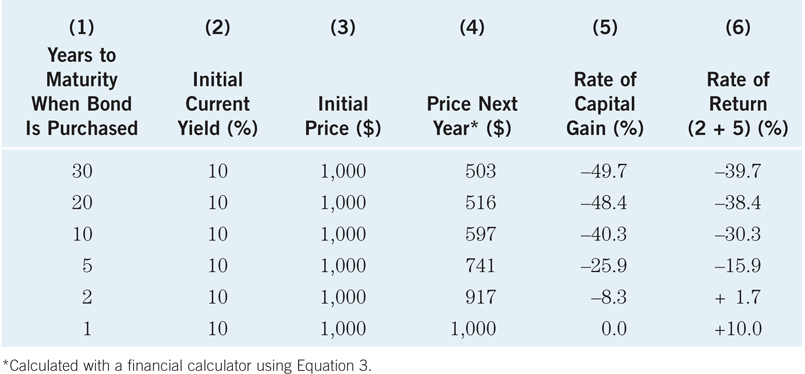 (1) (2) (3) (4) (5) (6)
Years to
Maturity Initial Rate of Rate of
When Bond Current Initial Price Next Capital Return
Is Purchased Yield (%) Price ($) Year* ($) Gain (%) (2 + 5) (%)
30 10 1,000 503 –49.7 –39.7
20 10 1,000 516 –48.4 –38.4
10 10 1,000 597 –40.3 –30.3
5 10 1,000 741 –25.9 –15.9
2 10 1,000 917 –8.3 + 1.7
1 10 1,000 1,000 0.0 +10.0
*Calculated with a financial calculator using Equation 3.